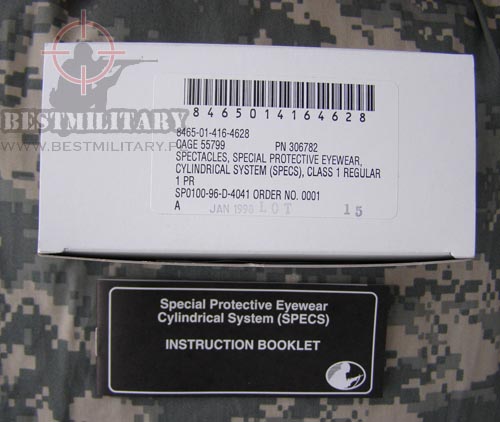 BESTMILITARY
WWW.BESTMILITARY.PL
8465014164628
8465-01-416-4628
CAGE 55799 PN 306782
SPECTACLES, SPECIAL PROTECTIVE EYEWEAR,
CYLINDRICAL SYSTEM (SPECS), CLASS 1 REGULAR
1 PR
SP0100-96-D-4041 ORDER NO. 0001
A JAN 1998 LOT 15
Special Protective Eyewear
Cylindrical System (SPECS)
INSTRUCTION BOOKLET